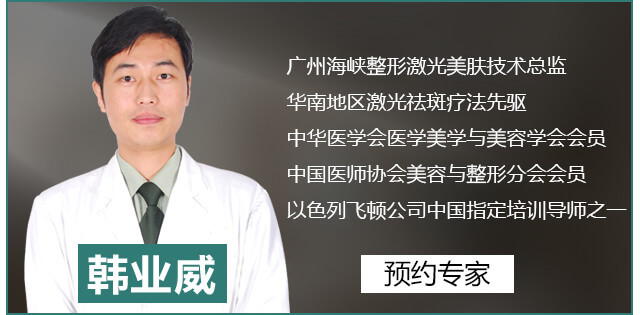 广州海峡整形激光美肤技术总监
华南地区激光祛斑疗法先驱
中华医学会医学美学与美容学会会员
中国医师协会美容与整形分会会员
以色列飞顿公司中国指定培训导师之一
韩业威
预约专家